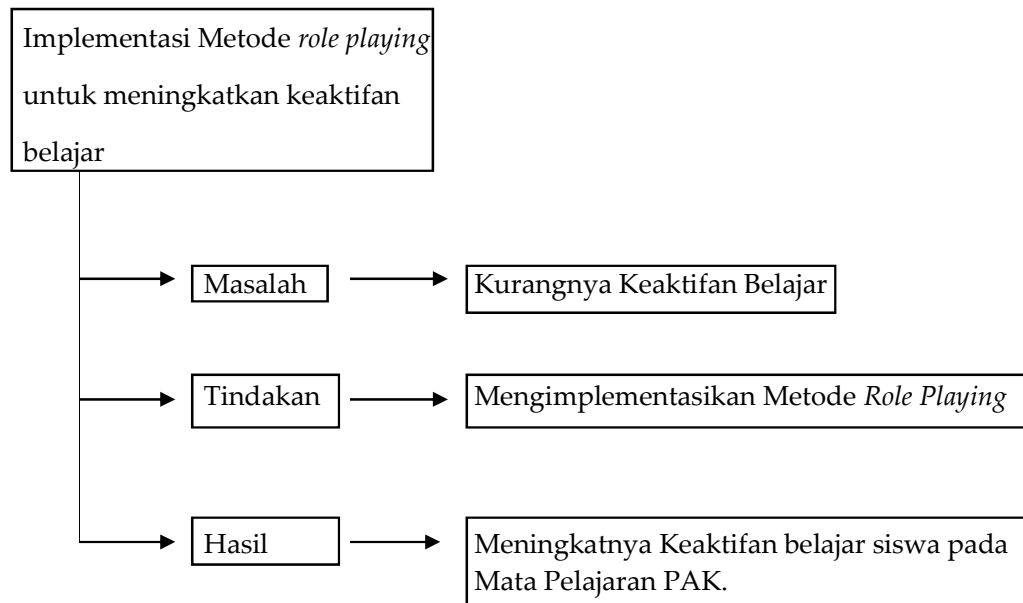 Implementasi Metode role playing
untuk meningkatkan keaktifan
belajar
Masalah
Kurangnya Keaktifan Belajar
Tindakan
Mengimplementasikan Metode Role Playing
Hasil
Meningkatnya Keaktifan belajar siswa pada
Mata Pelajaran PAK.